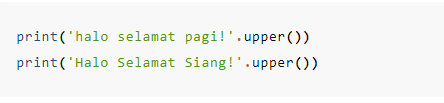 print('halo selamat pagi!'.upper())
print('Halo Selamat Siang!'.upper())